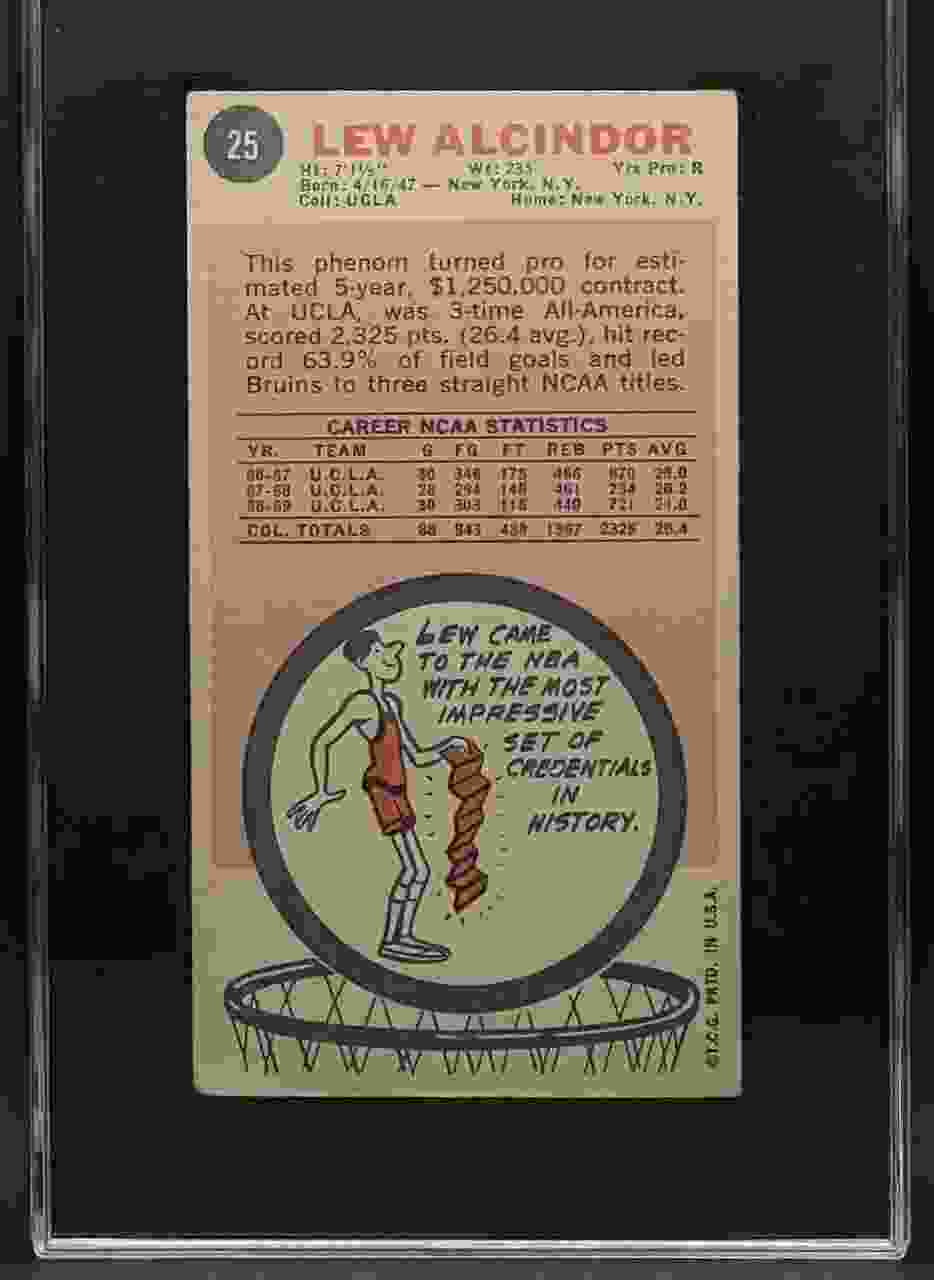 25
LEW ALCINDOR
Ht: 7'1½" Wt: 235 Yrs Pro: R
Born: 4/16/47 — New York, N.Y.
Coll: UCLA Home: New York, N.Y.
This phenom turned pro for esti-
mated 5-year, $1,250,000 contract.
At UCLA, was 3-time All-America,
scored 2,325 pts. (26.4 avg.), hit rec-
ord 63.9% of field goals and led
Bruins to three straight NCAA titles.
CAREER NCAA STATISTICS
YR. TEAM G FG FT REB PTS AVG
66-67 U.C.L.A. 30 346 175 466 870 29.0
67-68 U.C.L.A. 28 294 146 461 734 26.2
68-69 U.C.L.A. 30 303 115 440 721 24.0
COL. TOTALS 88 943 439 1367 2325 26.4
LEW CAME
TO THE NBA
WITH THE MOST
IMPRESSIVE
SET OF
CREDENTIALS
IN
HISTORY.
©T.C.G. PRTD. IN U.S.A.